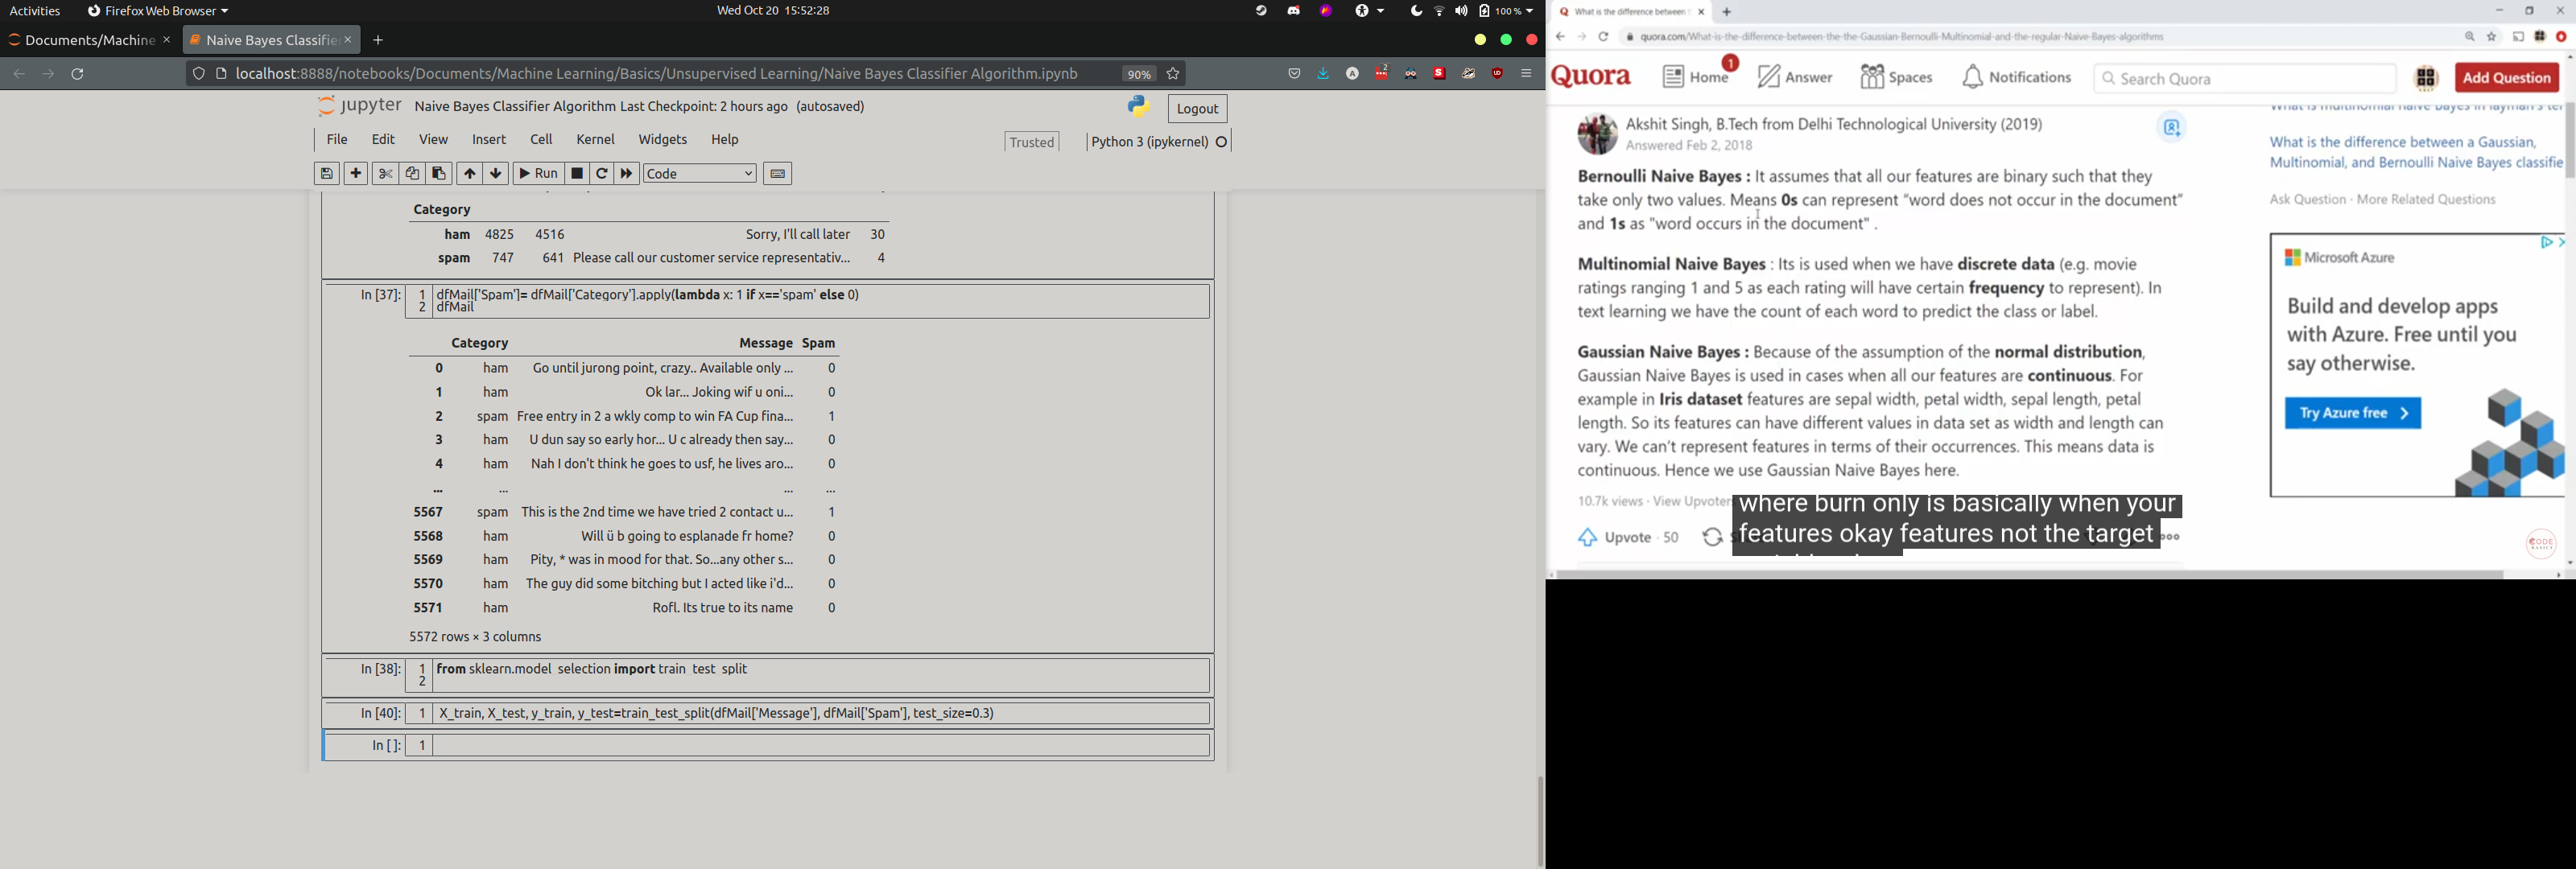 Activities
Firefox Web Browser
Wed Oct 20 15:52:28
100 %
Documents/Machine
Naive Bayes Classifie
localhost:8888/notebooks/Documents/Machine Learning/Basics/Unsupervised Learning/Naive Bayes Classifier Algorithm.ipynb
90%
jupyter Naive Bayes Classifier Algorithm Last Checkpoint: 2 hours ago (autosaved)
Logout
File Edit View Insert Cell Kernel Widgets Help
Trusted
Python 3 (ipykernel)
Run
Code
Category
ham 4825 4516 Sorry, I'll call later 30
spam 747 641 Please call our customer service representativ... 4
In [37]: 1 dfMail['Spam']= dfMail['Category'].apply(lambda x: 1 if x=='spam' else 0)
2 dfMail
Category Message Spam
0 ham Go until jurong point, crazy.. Available only ... 0
1 ham Ok lar... Joking wif u oni... 0
2 spam Free entry in 2 a wkly comp to win FA Cup fina... 1
3 ham U dun say so early hor... U c already then say... 0
4 ham Nah I don't think he goes to usf, he lives aro... 0
... ... ... ...
5567 spam This is the 2nd time we have tried 2 contact u... 1
5568 ham Will ü b going to esplanade fr home? 0
5569 ham Pity, * was in mood for that. So...any other s... 0
5570 ham The guy did some bitching but I acted like i'd... 0
5571 ham Rofl. Its true to its name 0
5572 rows × 3 columns
In [38]: 1 from sklearn.model_selection import train_test_split
2
In [40]: 1 X_train, X_test, y_train, y_test=train_test_split(dfMail['Message'], dfMail['Spam'], test_size=0.3)
In [ ]: 1
What is the difference between
quora.com/What-is-the-difference-between-the-the-Gaussian-Bernoulli-Multinomial-and-the-regular-Naive-Bayes-algorithms
Quora
Home
1
Answer
Spaces
Notifications
Search Quora
Add Question
Akshit Singh, B.Tech from Delhi Technological University (2019)
Answered Feb 2, 2018
Bernoulli Naive Bayes : It assumes that all our features are binary such that they
take only two values. Means 0s can represent "word does not occur in the document"
and 1s as "word occurs in the document" .
Multinomial Naive Bayes : Its is used when we have discrete data (e.g. movie
ratings ranging 1 and 5 as each rating will have certain frequency to represent). In
text learning we have the count of each word to predict the class or label.
Gaussian Naive Bayes : Because of the assumption of the normal distribution,
Gaussian Naive Bayes is used in cases when all our features are continuous. For
example in Iris dataset features are sepal width, petal width, sepal length, petal
length. So its features can have different values in data set as width and length can
vary. We can't represent features in terms of their occurrences. This means data is
continuous. Hence we use Gaussian Naive Bayes here.
10.7k views · View Upvoter
Upvote · 50
where burn only is basically when your
features okay features not the target
What is multinomial naive Bayes in layman's te
What is the difference between a Gaussian,
Multinomial, and Bernoulli Naive Bayes classifie
Ask Question · More Related Questions
Microsoft Azure
Build and develop apps
with Azure. Free until you
say otherwise.
Try Azure free
CODE
BASICS